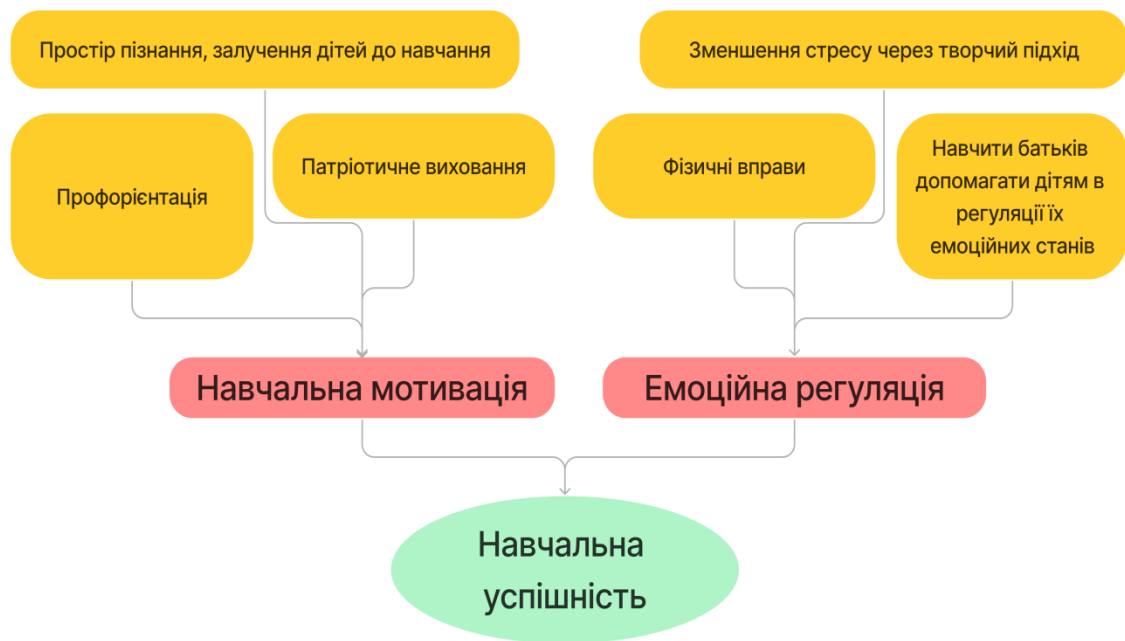 Простір пізнання, залучення дітей до навчання
Зменшення стресу через творчий підхід
Профорієнтація
Патріотичне виховання
Фізичні вправи
Навчити батьків
допомагати дітям в
регуляції їх
емоційних станів
Навчальна мотивація
Емоційна регуляція
Навчальна
успішність